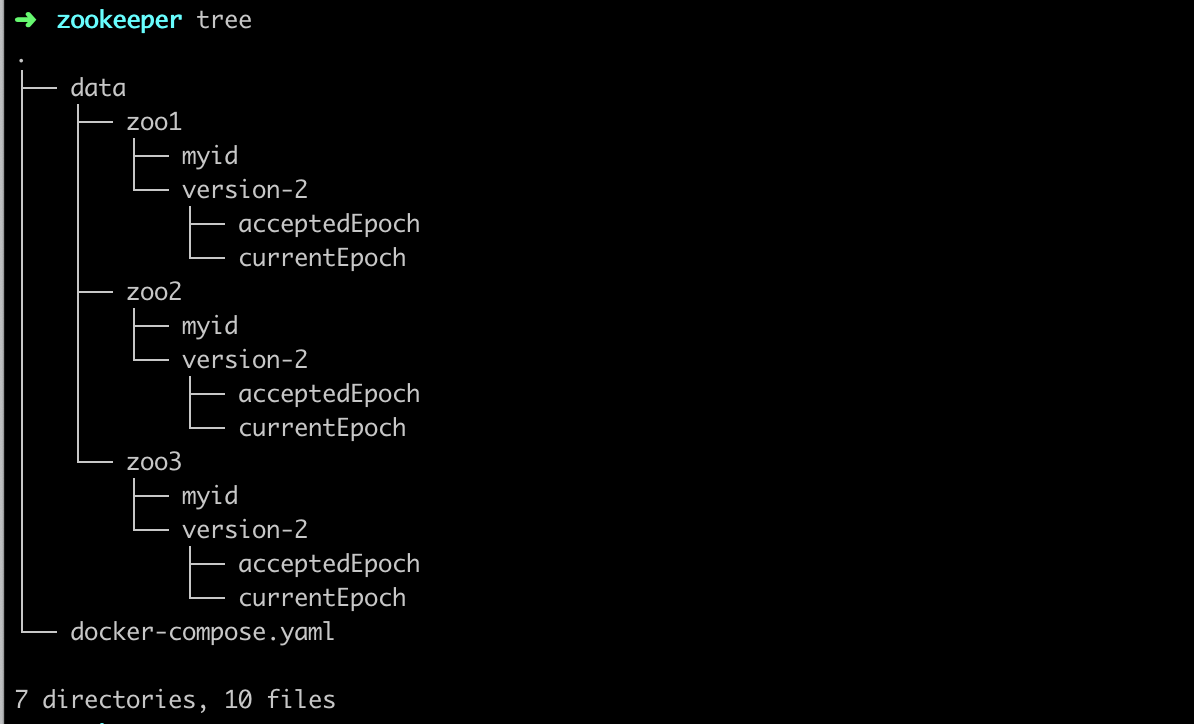 ➜ zookeeper tree
.
├── data
│   ├── zoo1
│   │   ├── myid
│   │   └── version-2
│   │       ├── acceptedEpoch
│   │       └── currentEpoch
│   ├── zoo2
│   │   ├── myid
│   │   └── version-2
│   │       ├── acceptedEpoch
│   │       └── currentEpoch
│   └── zoo3
│       ├── myid
│       └── version-2
│           ├── acceptedEpoch
│           └── currentEpoch
└── docker-compose.yaml
7 directories, 10 files